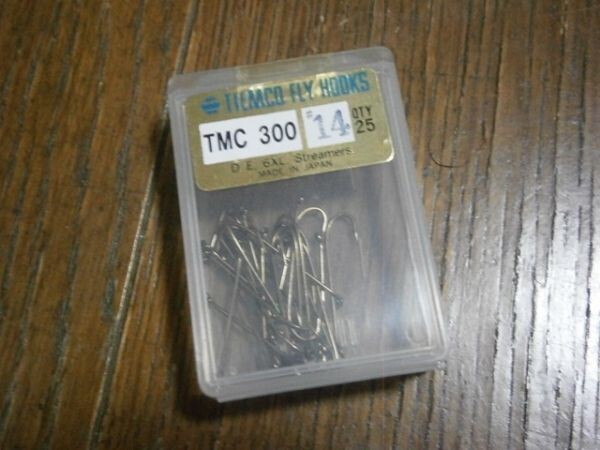 TIEMCO FLY HOOKS
TMC 300 #14 QTY 25
D.E. 6XL. Streamers
MADE IN JAPAN